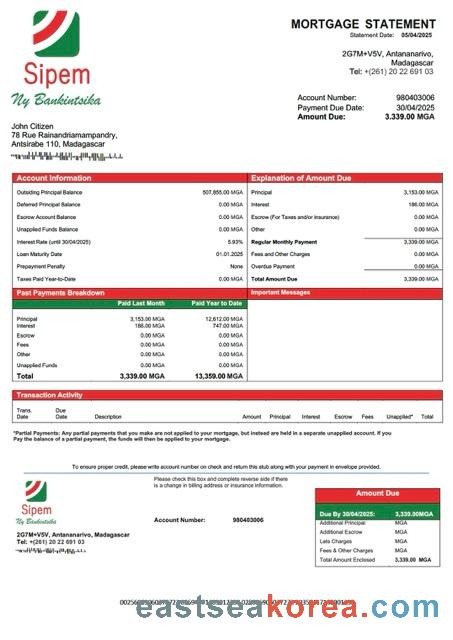 MORTGAGE STATEMENT
Statement Date: 05/04/2025
2G7M+V5V, Antananarivo,
Madagascar
Tel: +(261) 20 22 691 03
Sipem
Ny Bankintsika
Account Number: 980403006
Payment Due Date: 30/04/2025
Amount Due: 3.339.00 MGA
John Citizen
78 Rue Rainandriamampandry,
Antsirabe 110, Madagascar
Account Information
Outsiding Principal Balance 507,855.00 MGA
Deferred Principal Balance 0.00 MGA
Escrow Account Balance 0.00 MGA
Unapplied Funds Balance 0.00 MGA
Interest Rate (until 30/04/2025) 5.93%
Loan Maturity Date 01.01.2025
Prepayment Penalty None
Taxes Paid Year-to-Date 0.00 MGA
Explanation of Amount Due
Principal 3,153.00 MGA
Interest 186.00 MGA
Escrow (For Taxes and/or insurance) 0.00 MGA
Other 0.00 MGA
Regular Monthly Payment 3,339.00 MGA
Fees and Other Charges 0.00 MGA
Overdue Payment 0.00 MGA
Total Amount Due 3,339.00 MGA
Past Payments Breakdown
Paid Last Month Paid Year to Date
Principal 3,153.00 MGA 12,612.00 MGA
Interest 186.00 MGA 747.00 MGA
Escrow 0.00 MGA 0.00 MGA
Fees 0.00 MGA 0.00 MGA
Other 0.00 MGA 0.00 MGA
Unapplied Funds 0.00 MGA 0.00 MGA
Total 3,339.00 MGA 13,359.00 MGA
Important Messages
Transaction Activity
Trans. Date Due Date Description Amount Principal Interest Escrow Fees Unapplied* Total
*Partial Payments: Any partial payments that you make are not applied to your mortgage, but instead are held in a separate unapplied account. If you
Pay the balance of a partial payment, the funds will then be applied to your mortgage.
To ensure proper credit, please write account number on check and return this stub along with your payment in envelope provided.
Please check this box and complete reverse side if there
is a change in billing address or insurance information.
Sipem
Ny Bankintsika
Account Number: 980403006
2G7M+V5V, Antananarivo, Madagascar
Tel: +(261) 20 22 691 03
Amount Due
Due By 30/04/2025: 3,339.00MGA
Additional Principal MGA
Additional Escrow MGA
Late Charges MGA
Fees & Other Charges MGA
Total Amount Enclosed 3,339.00 MGA
eastseakorea.com